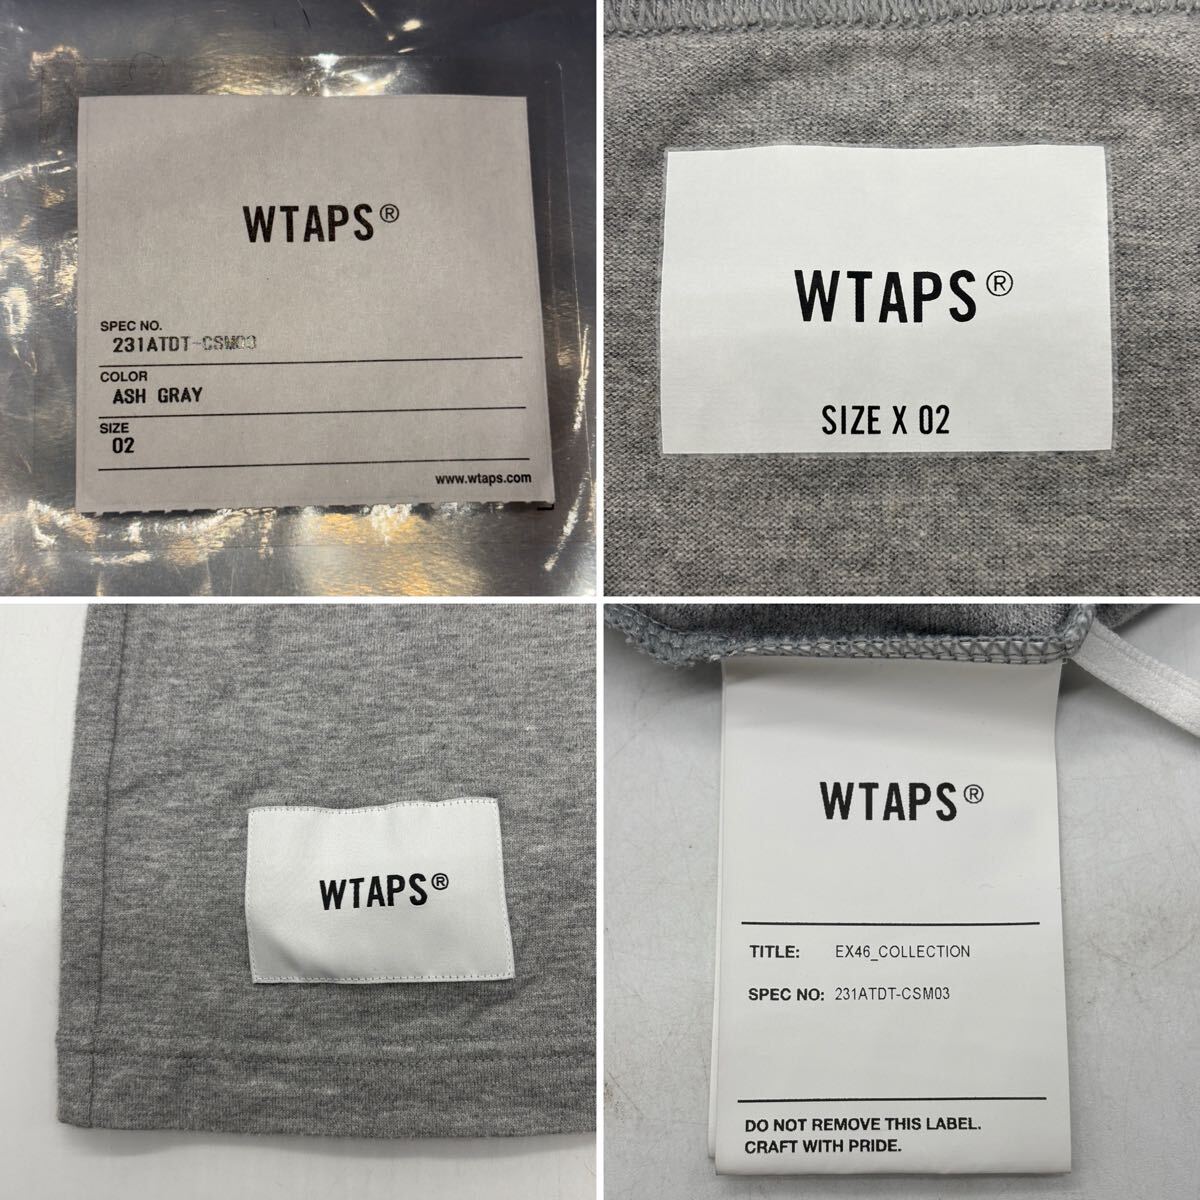 WTAPS®
SPEC NO.
231ATDT-CSM03
COLOR
ASH GRAY
SIZE
02
www.wtaps.com
WTAPS®
SIZE X 02
WTAPS®
WTAPS®
TITLE: EX46_COLLECTION
SPEC NO: 231ATDT-CSM03
DO NOT REMOVE THIS LABEL.
CRAFT WITH PRIDE.